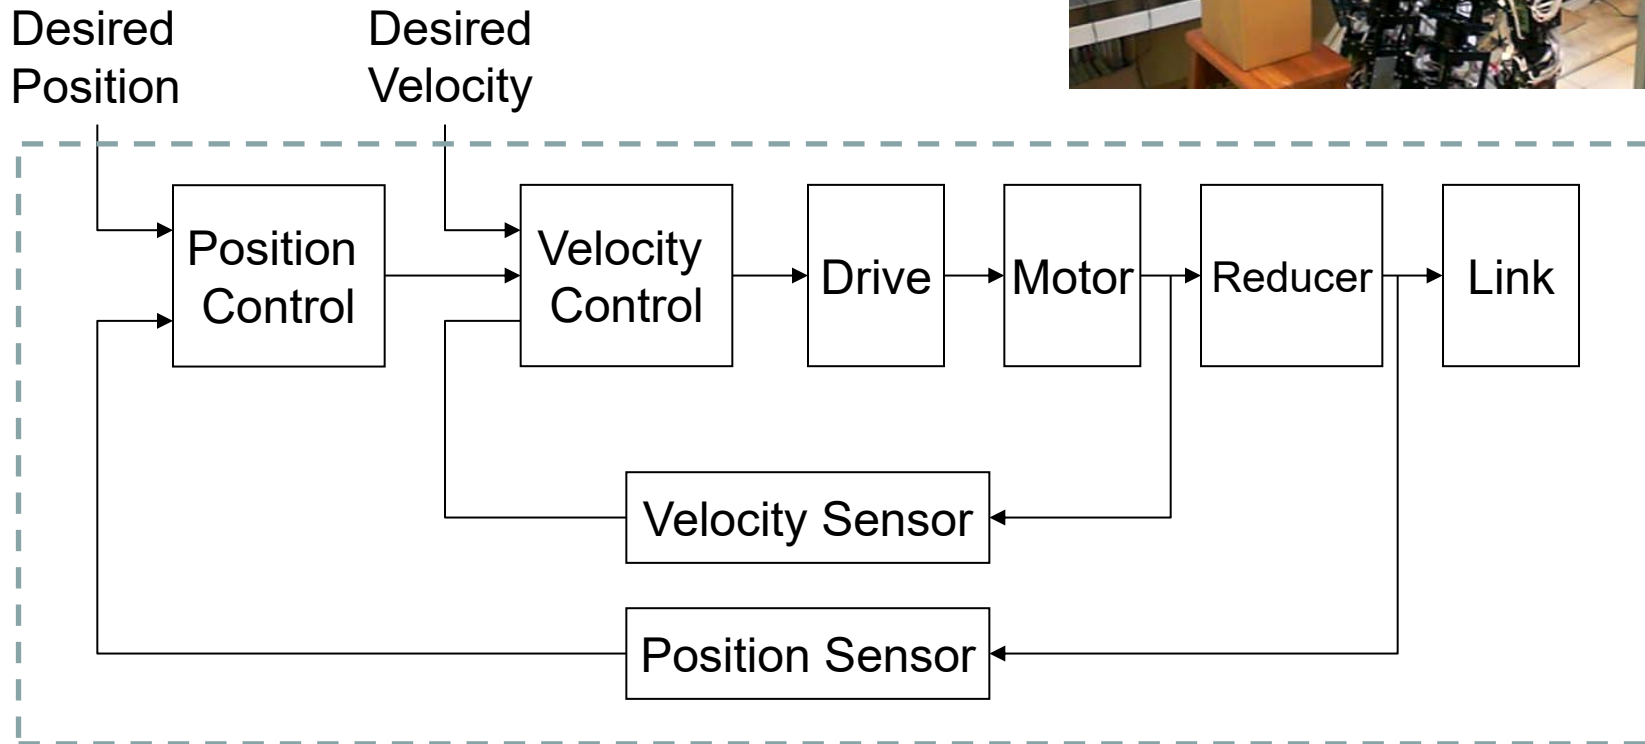 Desired
Position
Desired
Velocity
Position
Control
Velocity
Control
Drive
Motor
Reducer
Link
Velocity Sensor
Position Sensor